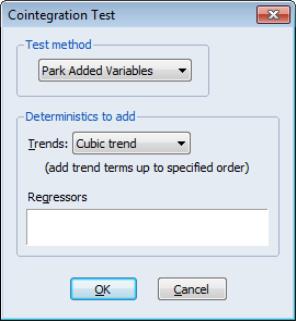 Cointegration Test
Test method
Park Added Variables
Deterministics to add
Trends: Cubic trend
(add trend terms up to specified order)
Regressors
OK Cancel